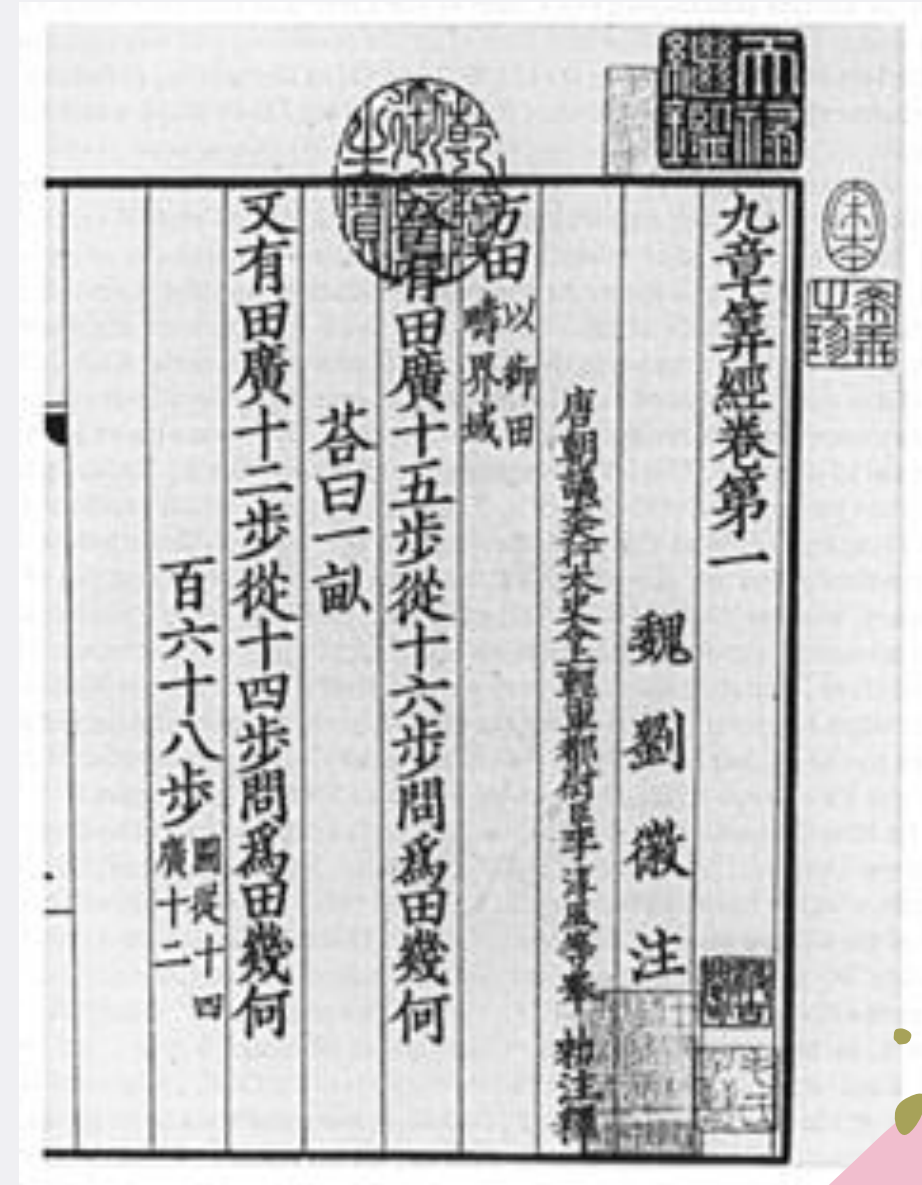 九章筭經卷第一
魏劉徽注
唐朝議大夫行太史令上輕車都尉臣李淳風等奉 勑注釋
方田
以御田
疇界域
今有田廣十五步從十六步問爲田幾何
荅曰一畝
又有田廣十二步從十四步問爲田幾何
百六十八步
圖從十四
廣十二